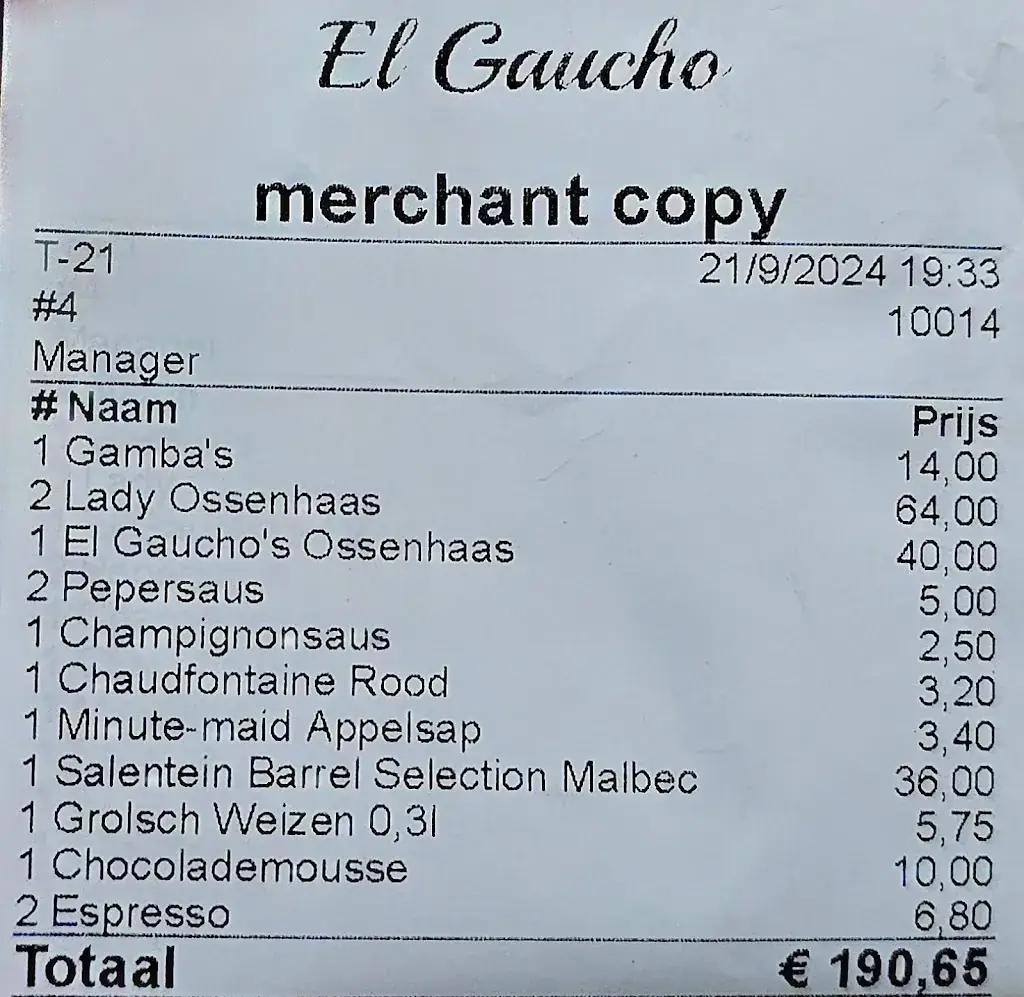 El Gaucho
merchant copy
T-21 21/9/2024 19:33
#4 10014
Manager
# Naam Prijs
1 Gamba's 14,00
2 Lady Ossenhaas 64,00
1 El Gaucho's Ossenhaas 40,00
2 Pepersaus 5,00
1 Champignonsaus 2,50
1 Chaudfontaine Rood 3,20
1 Minute-maid Appelsap 3,40
1 Salentein Barrel Selection Malbec 36,00
1 Grolsch Weizen 0,3l 5,75
1 Chocolademousse 10,00
2 Espresso 6,80
Totaal € 190,65